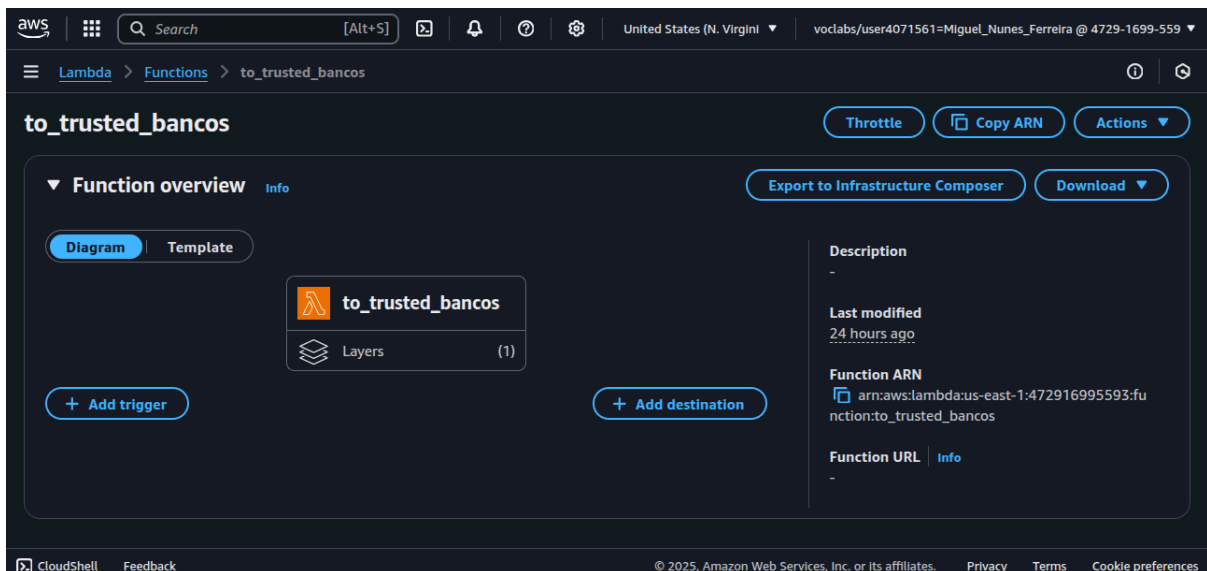 aws Search [Alt+S] United States (N. Virgini ▼ voclabs/user4071561=Miguel_Nunes_Ferreira @ 4729-1699-559 ▼
Lambda > Functions > to_trusted_bancos
to_trusted_bancos
Throttle Copy ARN Actions ▼
▼ Function overview Info
Export to Infrastructure Composer Download ▼
Diagram Template
to_trusted_bancos
Layers (1)
+ Add trigger
+ Add destination
Description
-
Last modified
24 hours ago
Function ARN
arn:aws:lambda:us-east-1:472916995593:fu
nction:to_trusted_bancos
Function URL Info
-
CloudShell Feedback © 2025, Amazon Web Services, Inc. or its affiliates. Privacy Terms Cookie preferences